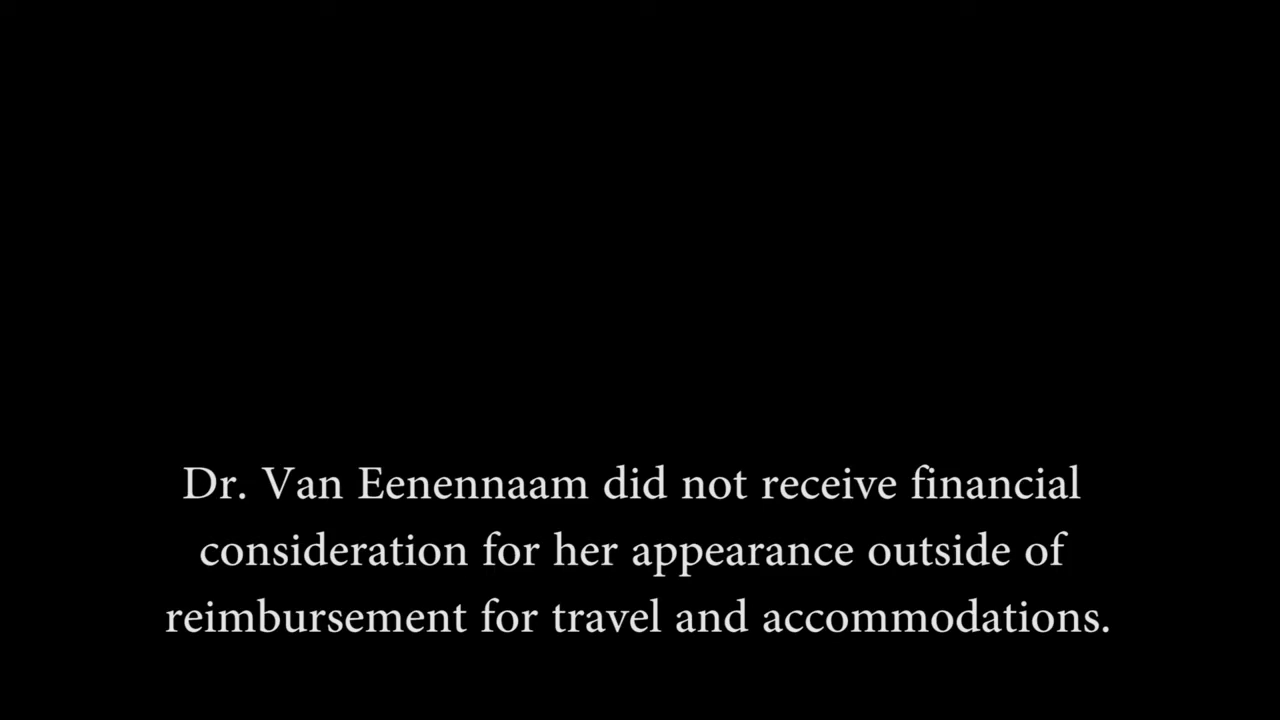 Dr. Van Eenennaam did not receive financial
consideration for her appearance outside of
reimbursement for travel and accommodations.